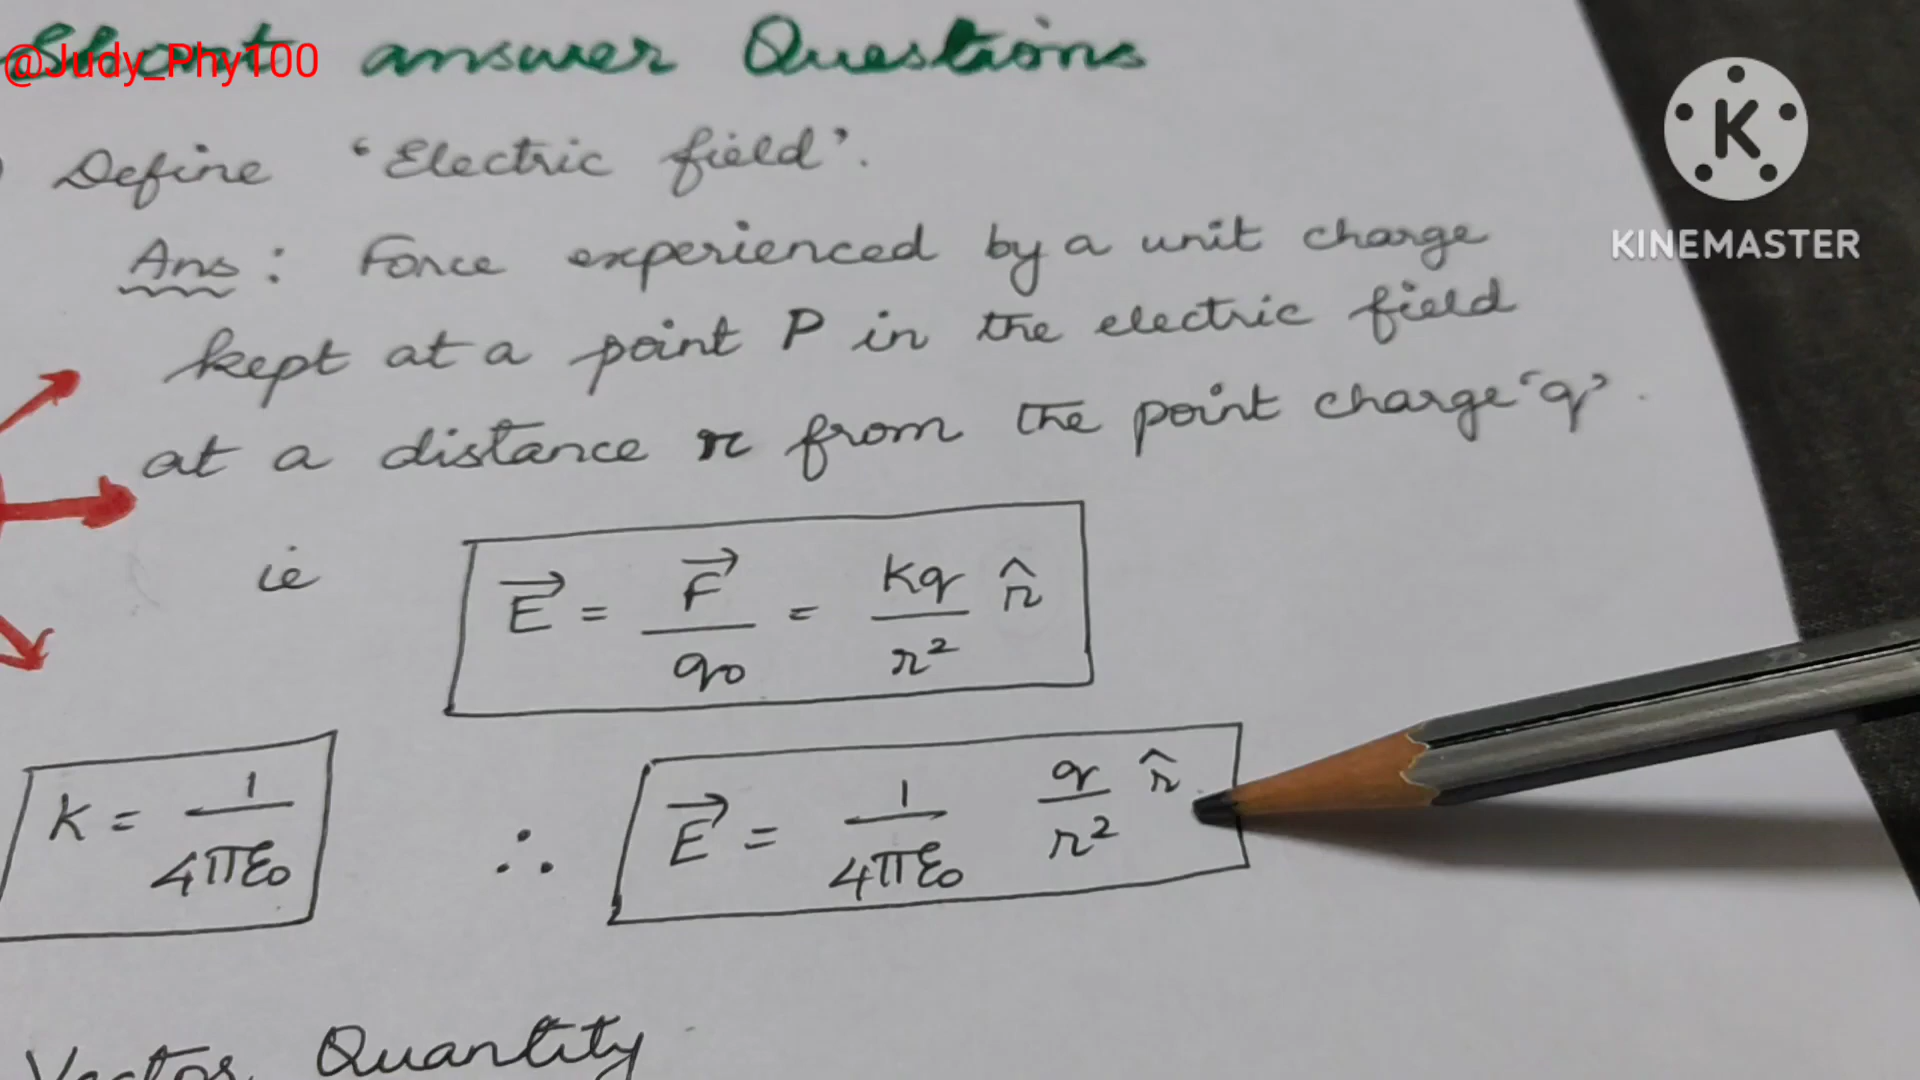 Short answer Questions
@Judy_Phy100
Define 'Electric field'.
Ans: Force experienced by a unit charge
kept at a point P in the electric field
at a distance r from the point charge 'q'.
ie E⃗ = F⃗/q₀ = kq/r² r̂
K = 1/4πε₀ ∴ E⃗ = 1/4πε₀ q/r² r̂
Vector Quantity
K
KINEMASTER